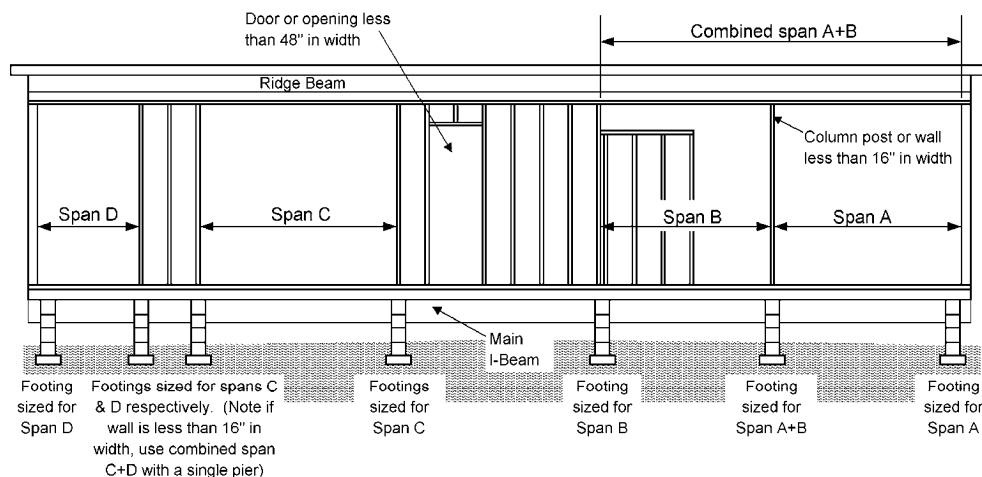 Door or opening less
than 48" in width
Combined span A+B
Ridge Beam
Column post or wall
less than 16" in width
Span D
Span C
Span B
Span A
Main
I-Beam
Footing
sized for
Span D
Footings sized for spans C
& D respectively. (Note if
wall is less than 16" in
width, use combined span
C+D with a single pier)
Footings
sized for
Span C
Footing
sized for
Span B
Footing
sized for
Span A+B
Footing
sized for
Span A